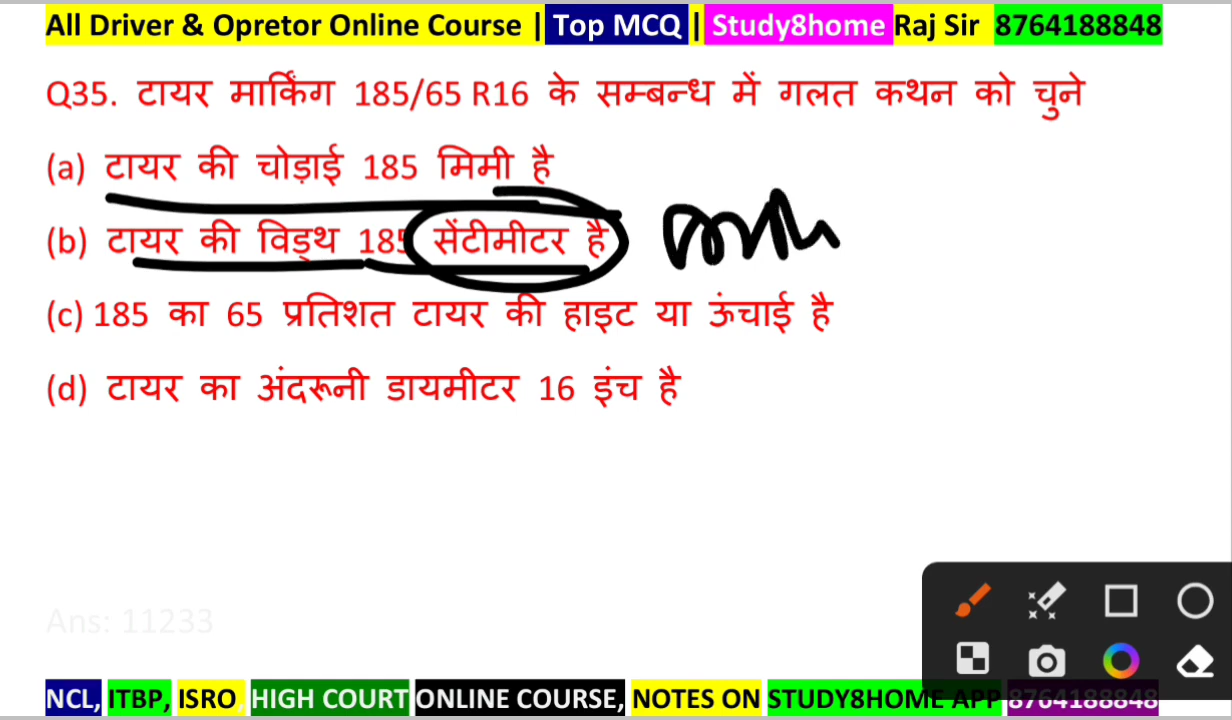 All Driver & Opretor Online Course | Top MCQ | Study8home Raj Sir 8764188848
Q35. टायर मार्किंग 185/65 R16 के सम्बन्ध में गलत कथन को चुने
(a) टायर की चोड़ाई 185 मिमी है
(b) टायर की विड्थ 185 सेंटीमीटर है
(c) 185 का 65 प्रतिशत टायर की हाइट या ऊंचाई है
(d) टायर का अंदरूनी डायमीटर 16 इंच है
Ans: 11233
NCL, ITBP, ISRO, HIGH COURT ONLINE COURSE, NOTES ON STUDY8HOME APP 8764188848